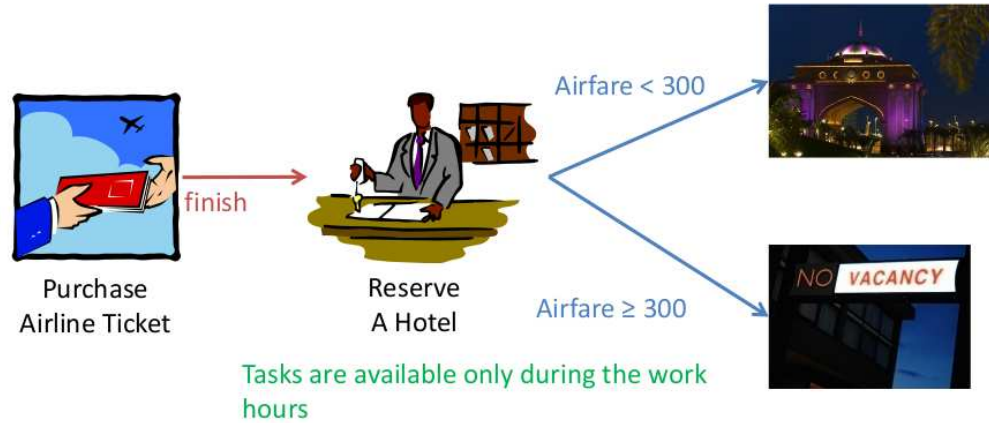 Purchase
Airline Ticket
finish
Reserve
A Hotel
Airfare < 300
Airfare ≥ 300
NO VACANCY
Tasks are available only during the work
hours